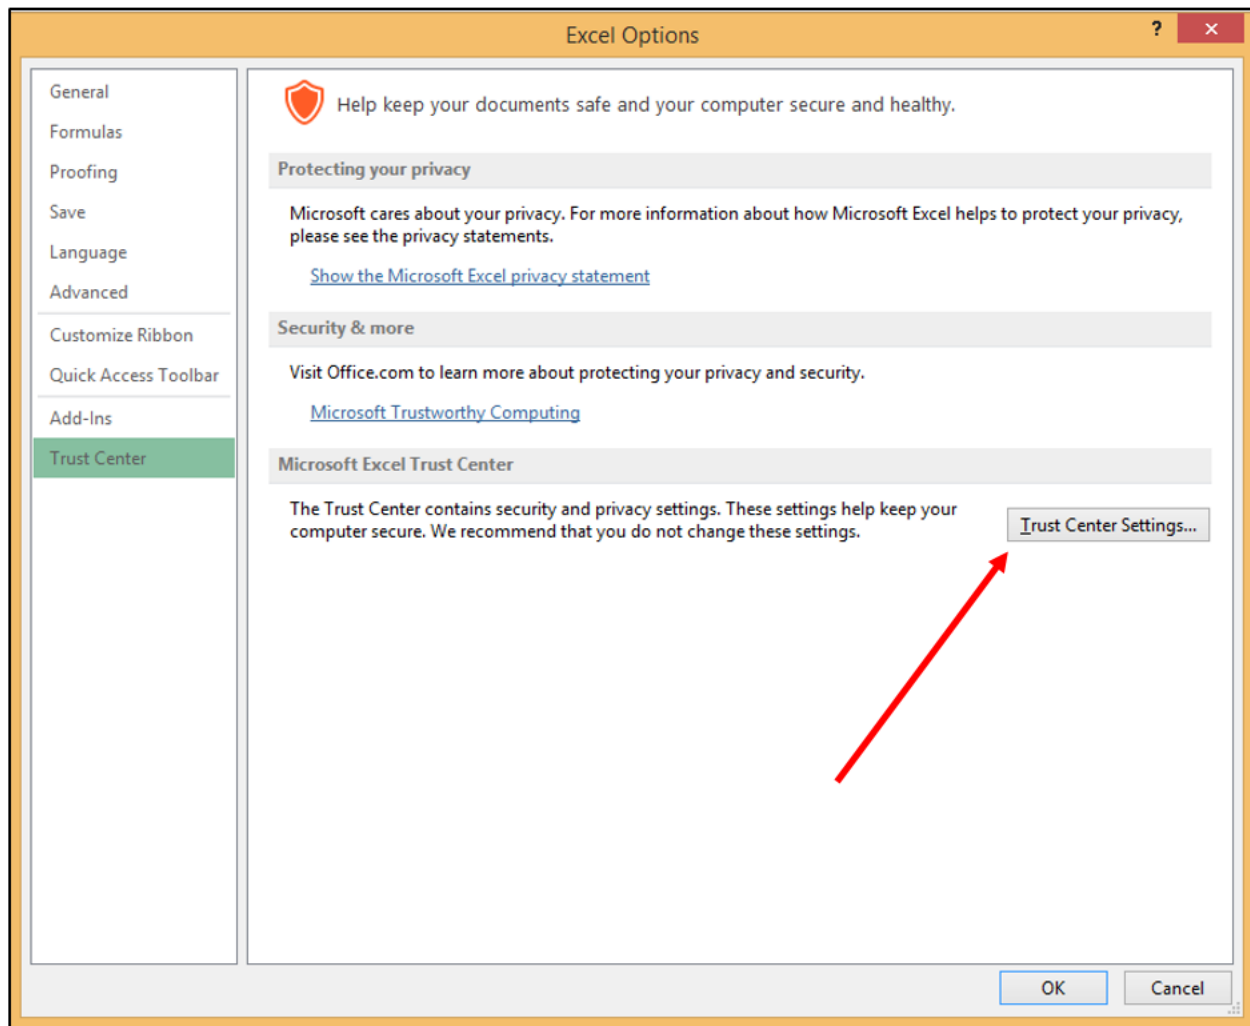 Excel Options
?
General
Formulas
Proofing
Save
Language
Advanced
Customize Ribbon
Quick Access Toolbar
Add-Ins
Trust Center
Help keep your documents safe and your computer secure and healthy.
Protecting your privacy
Microsoft cares about your privacy. For more information about how Microsoft Excel helps to protect your privacy,
please see the privacy statements.
Show the Microsoft Excel privacy statement
Security & more
Visit Office.com to learn more about protecting your privacy and security.
Microsoft Trustworthy Computing
Microsoft Excel Trust Center
The Trust Center contains security and privacy settings. These settings help keep your
computer secure. We recommend that you do not change these settings.
Trust Center Settings...
OK
Cancel